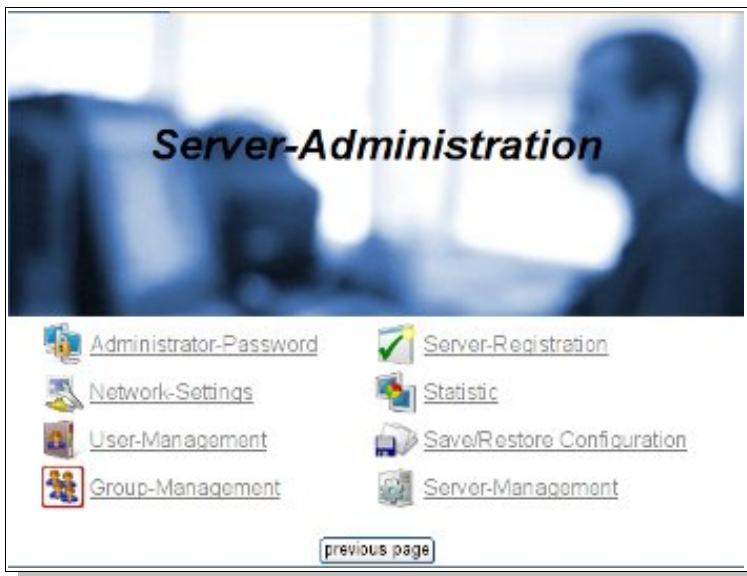 Server-Administration
Administrator-Password
Server-Registration
Network-Settings
Statistic
User-Management
Save/Restore Configuration
Group-Management
Server-Management
previous page